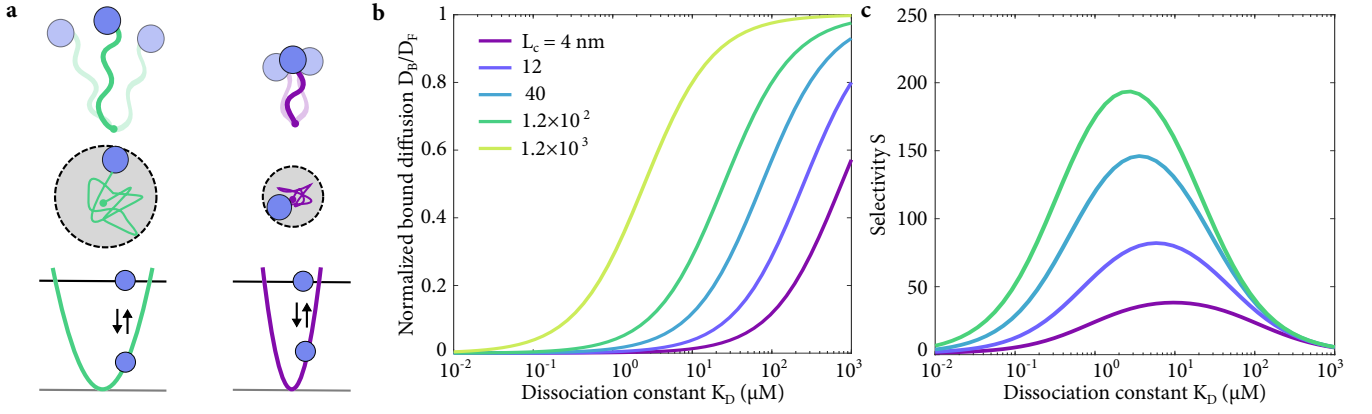 a
b
Normalized bound diffusion D_B/D_F
1
0.8
0.6
0.4
0.2
0
L_c = 4 nm
12
40
1.2×10^2
1.2×10^3
10^-2 10^-1 10^0 10^1 10^2 10^3
Dissociation constant K_D (μM)
c
Selectivity S
250
200
150
100
50
0
10^-2 10^-1 10^0 10^1 10^2 10^3
Dissociation constant K_D (μM)